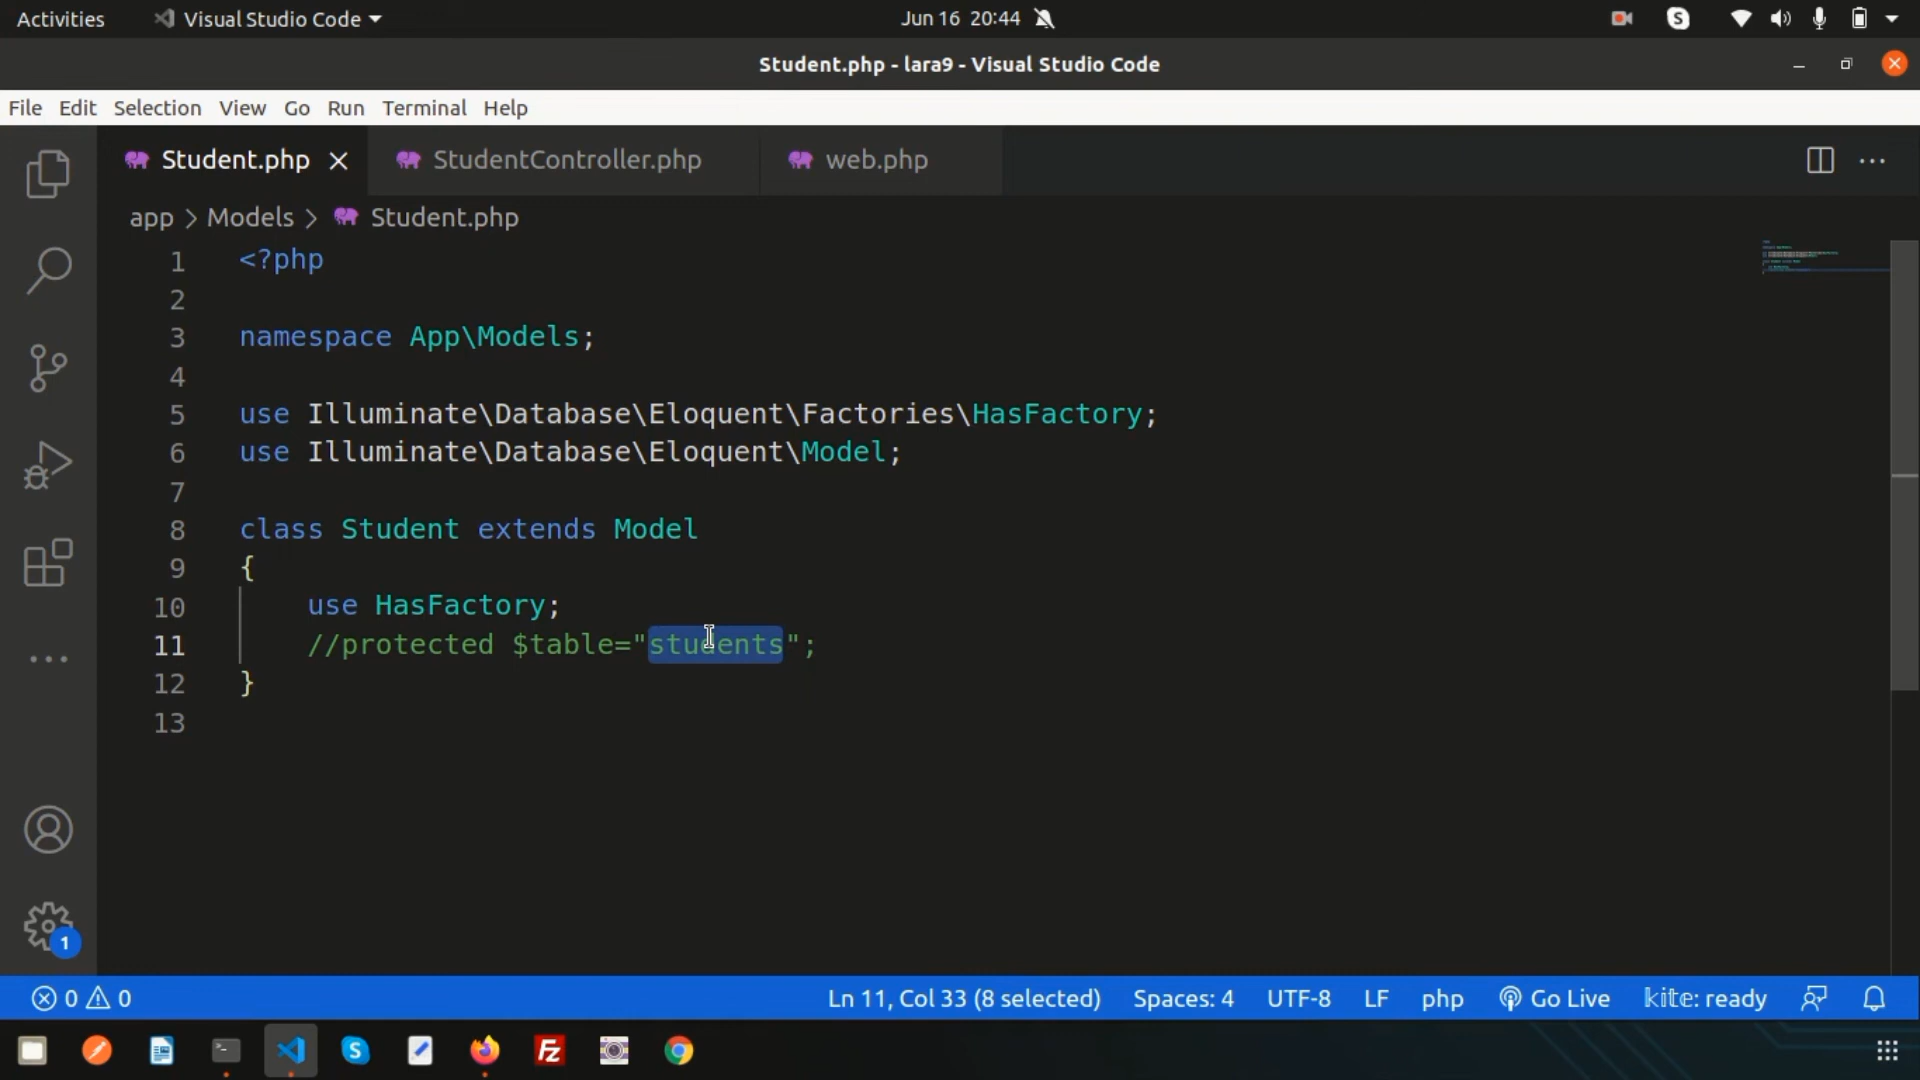 Activities Visual Studio Code Jun 16 20:44
Student.php - lara9 - Visual Studio Code
File Edit Selection View Go Run Terminal Help
Student.php StudentController.php web.php
app > Models > Student.php
1 <?php
2
3 namespace App\Models;
4
5 use Illuminate\Database\Eloquent\Factories\HasFactory;
6 use Illuminate\Database\Eloquent\Model;
7
8 class Student extends Model
9 {
10 use HasFactory;
11 //protected $table="students";
12 }
13
1
0 0 Ln 11, Col 33 (8 selected) Spaces: 4 UTF-8 LF php Go Live kite: ready